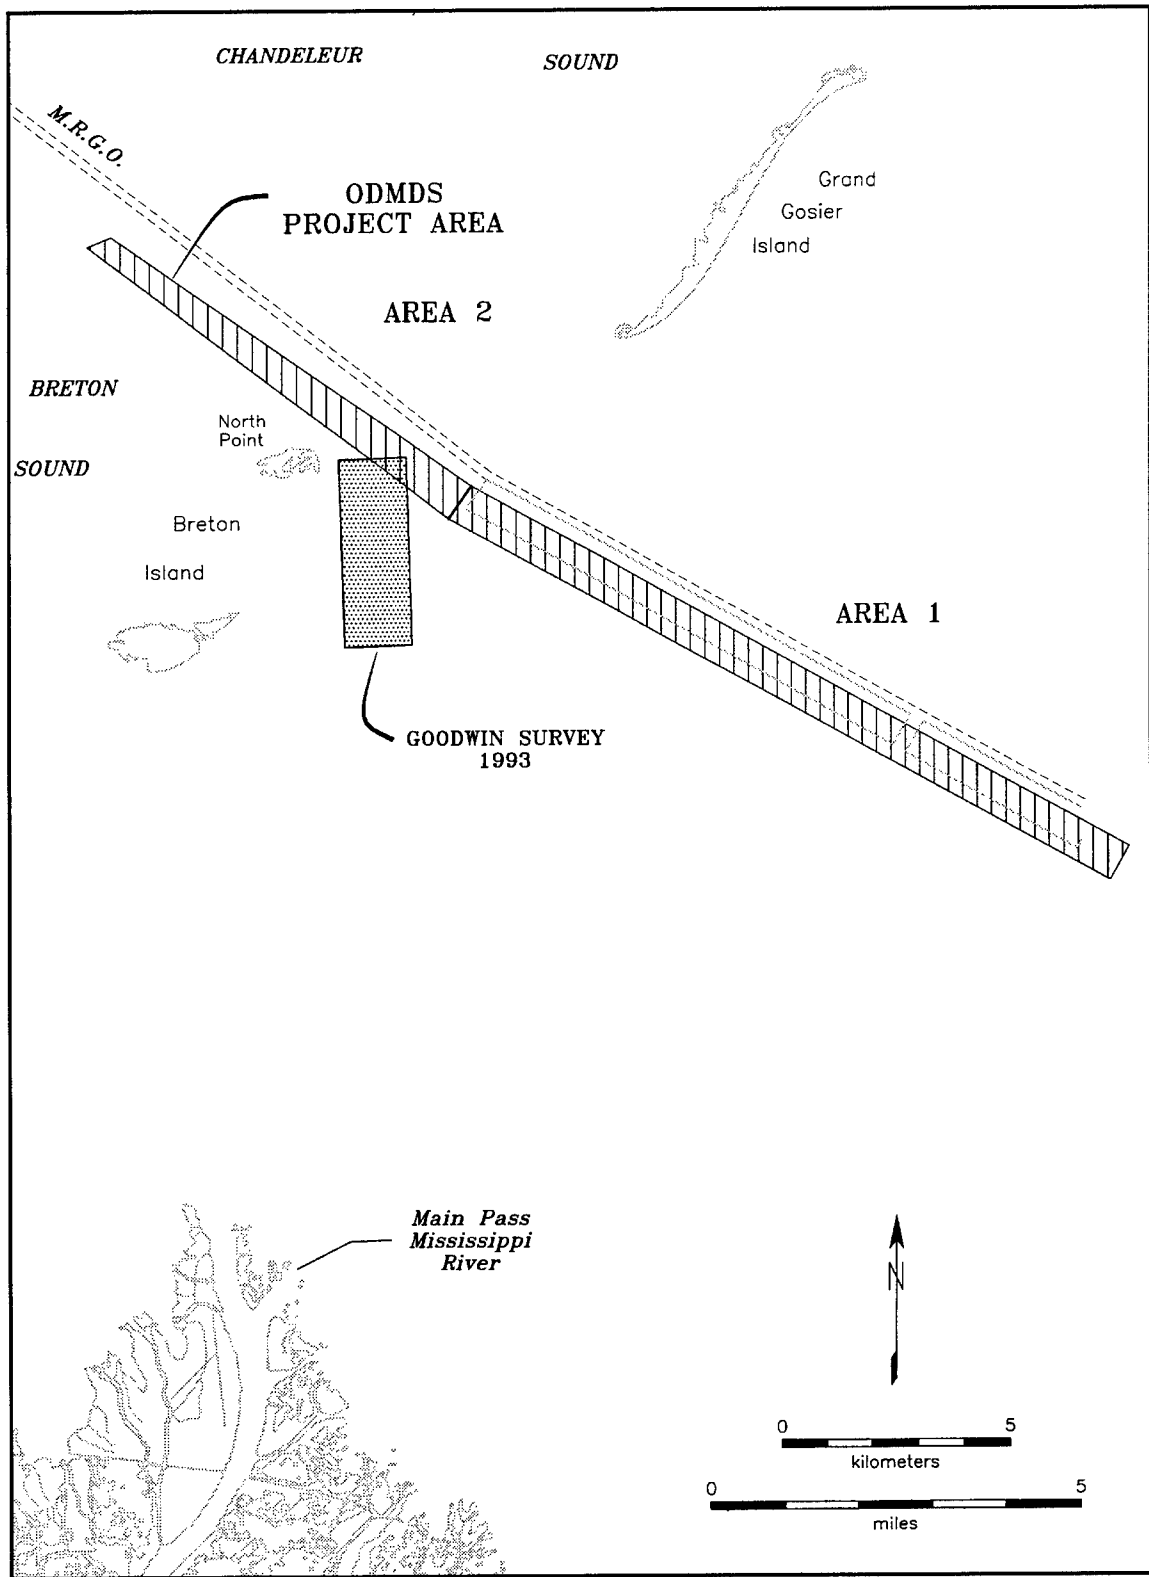 CHANDELEUR SOUND
M.R.G.O.
ODMDS
PROJECT AREA
Grand
Gosier
Island
AREA 2
BRETON
SOUND
North
Point
Breton
Island
AREA 1
GOODWIN SURVEY
1993
Main Pass
Mississippi
River
N
0 5
kilometers
0 5
miles